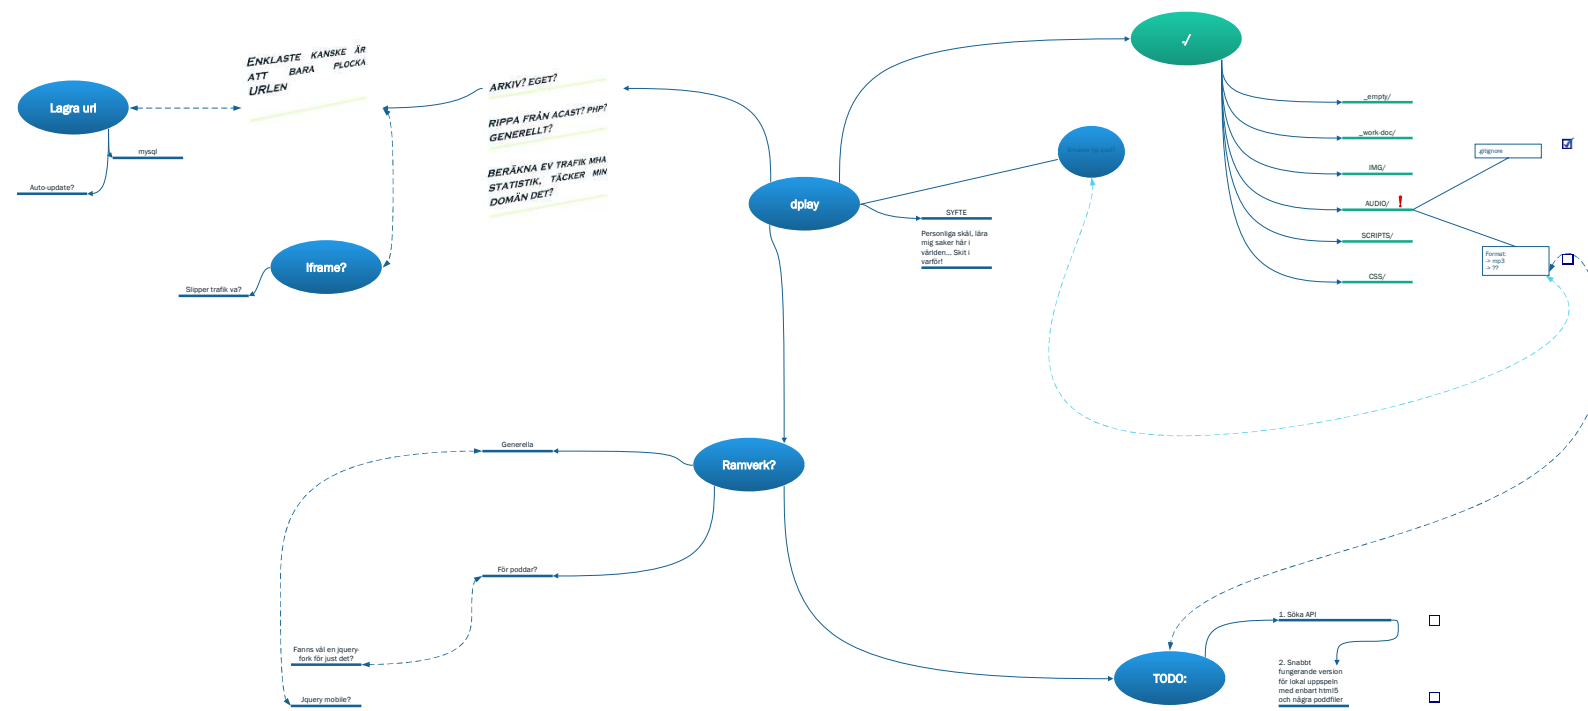 ✓
_empty/
_work-doc/
IMG/
AUDIO/ !
SCRIPTS/
CSS/
.gitignore
Format:
-> mp3
-> ??
Lagra url
mysql
Auto-update?
ENKLASTE KANSKE ÄR
ATT BARA PLOCKA
URLEN
ARKIV? EGET?
RIPPA FRÅN ACAST? PHP?
GENERELLT?
BERÄKNA EV TRAFIK MHA
STATISTIK, TÄCKER MIN
DOMÄN DET?
Iframe?
Slipper trafik va?
dplay
SYFTE
Personliga skäl, lära
mig saker här i
världen... Skit i
varför!
Ramverk?
Generella
För poddar?
Fanns väl en jquery-
fork för just det?
Jquery mobile?
TODO:
1. Söka API
2. Snabbt
fungerande version
för lokal uppspeln
med enbart html5
och några poddfiler